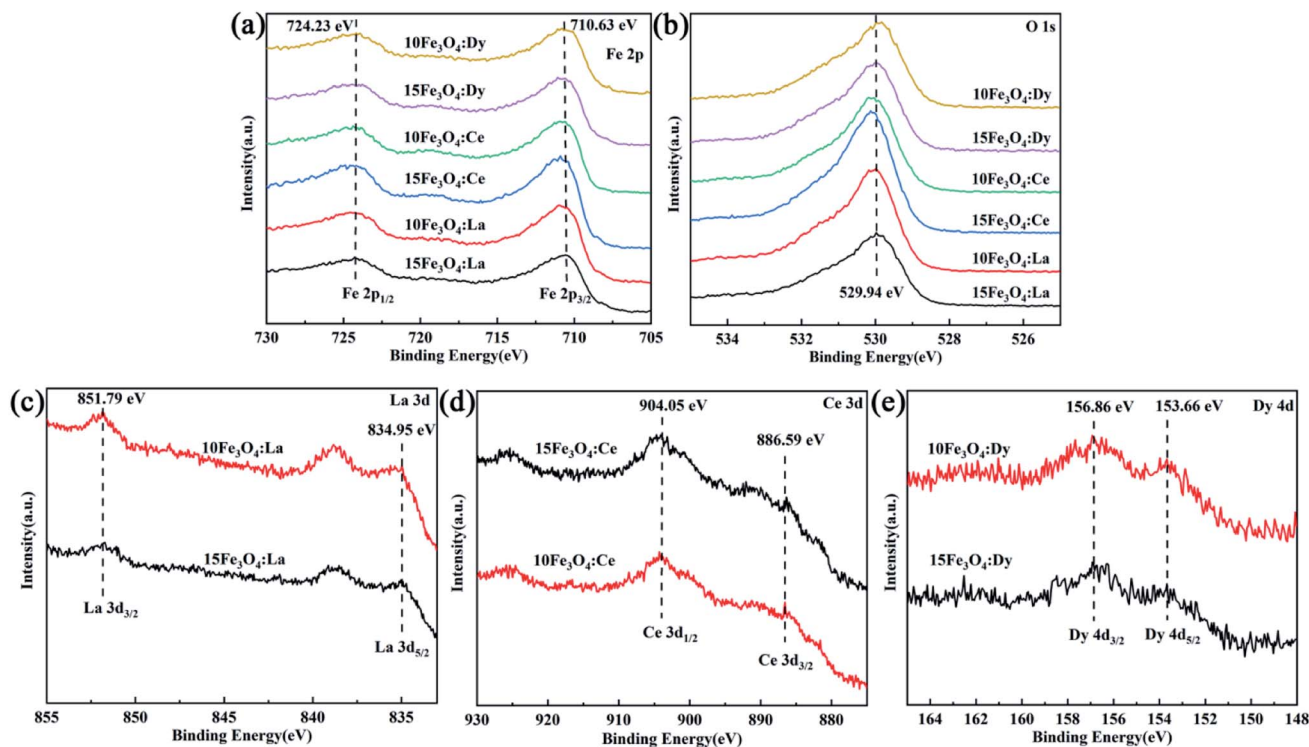 (a)
724.23 eV
710.63 eV
Fe 2p
10Fe₃O₄:Dy
15Fe₃O₄:Dy
10Fe₃O₄:Ce
15Fe₃O₄:Ce
10Fe₃O₄:La
15Fe₃O₄:La
Fe 2p₁/₂
Fe 2p₃/₂
Intensity(a.u.)
730 725 720 715 710 705
Binding Energy(eV)
(b)
O 1s
10Fe₃O₄:Dy
15Fe₃O₄:Dy
10Fe₃O₄:Ce
15Fe₃O₄:Ce
10Fe₃O₄:La
529.94 eV
15Fe₃O₄:La
Intensity(a.u.)
534 532 530 528 526
Binding Energy(eV)
(c)
851.79 eV
La 3d
834.95 eV
10Fe₃O₄:La
15Fe₃O₄:La
La 3d₃/₂
La 3d₅/₂
Intensity(a.u.)
855 850 845 840 835
Binding Energy(eV)
(d)
904.05 eV
Ce 3d
886.59 eV
15Fe₃O₄:Ce
10Fe₃O₄:Ce
Ce 3d₁/₂
Ce 3d₃/₂
Intensity(a.u.)
930 920 910 900 890 880
Binding Energy(eV)
(e)
156.86 eV
153.66 eV
Dy 4d
10Fe₃O₄:Dy
15Fe₃O₄:Dy
Dy 4d₃/₂
Dy 4d₅/₂
Intensity(a.u.)
164 162 160 158 156 154 152 150 148
Binding Energy(eV)